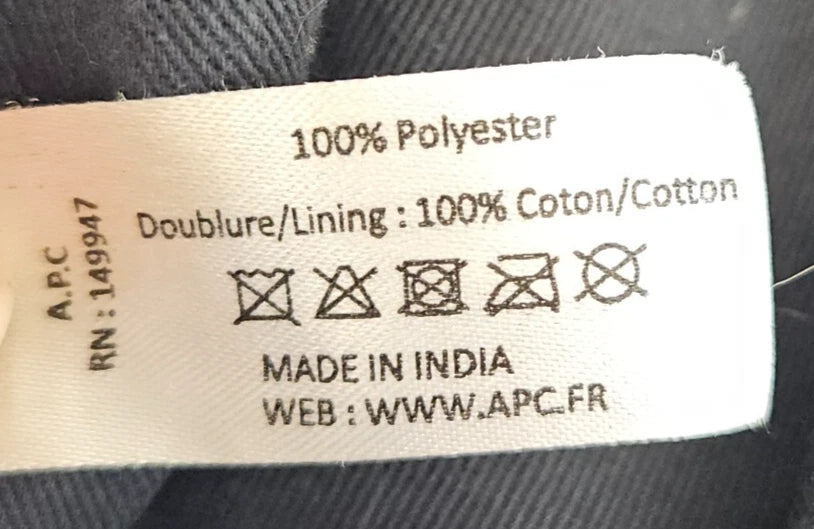 100% Polyester
Doublure/Lining : 100% Coton/Cotton
MADE IN INDIA
WEB : WWW.APC.FR
A.P.C
RN : 149947